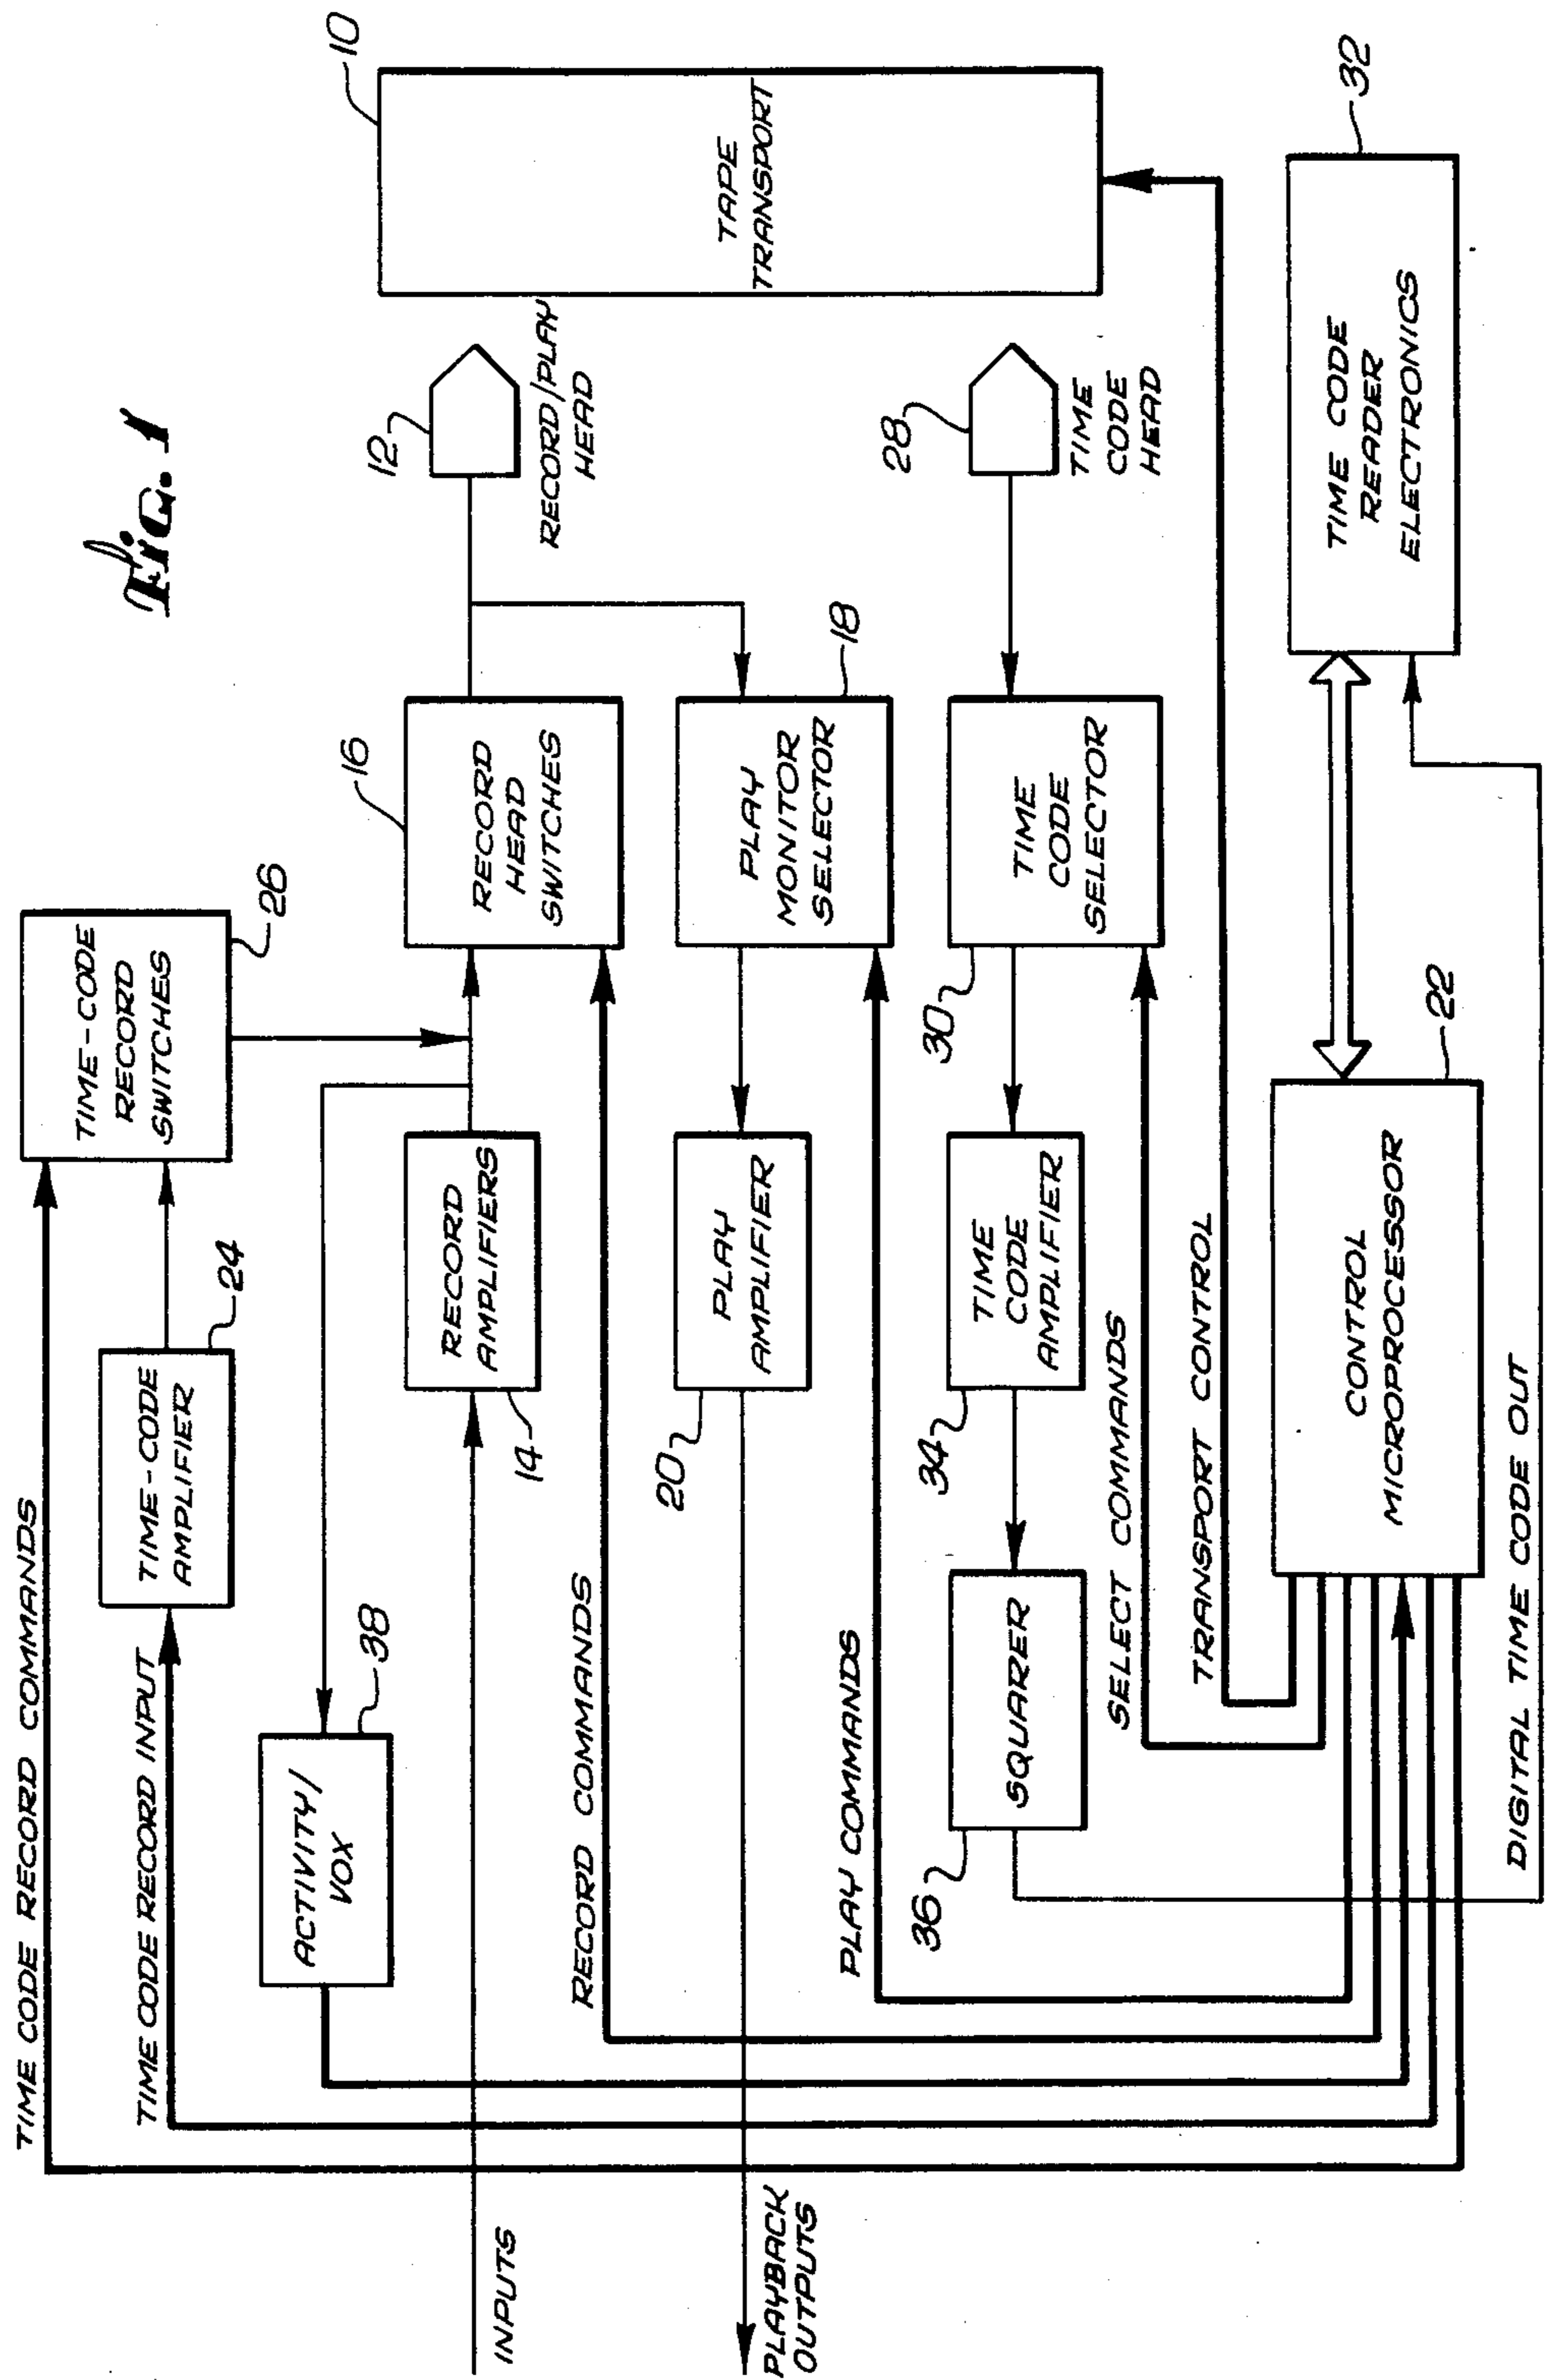 Fig. 1
TIME CODE RECORD COMMANDS
TIME-CODE
RECORD
SWITCHES
26
TIME CODE RECORD INPUT
TIME-CODE
AMPLIFIER
24
ACTIVITY/
VOX
38
INPUTS
RECORD
AMPLIFIERS
14
RECORD
HEAD
SWITCHES
16
12
RECORD/PLAY
HEAD
10
TAPE
TRANSPORT
RECORD COMMANDS
PLAYBACK
OUTPUTS
PLAY
AMPLIFIER
20
PLAY
MONITOR
SELECTOR
18
PLAY COMMANDS
SQUARER
36
TIME
CODE
AMPLIFIER
34
TIME
CODE
SELECTOR
30
28
TIME
CODE
HEAD
SELECT COMMANDS
TRANSPORT CONTROL
CONTROL
MICROPROCESSOR
22
TIME CODE
READER
ELECTRONICS
32
DIGITAL TIME CODE OUT